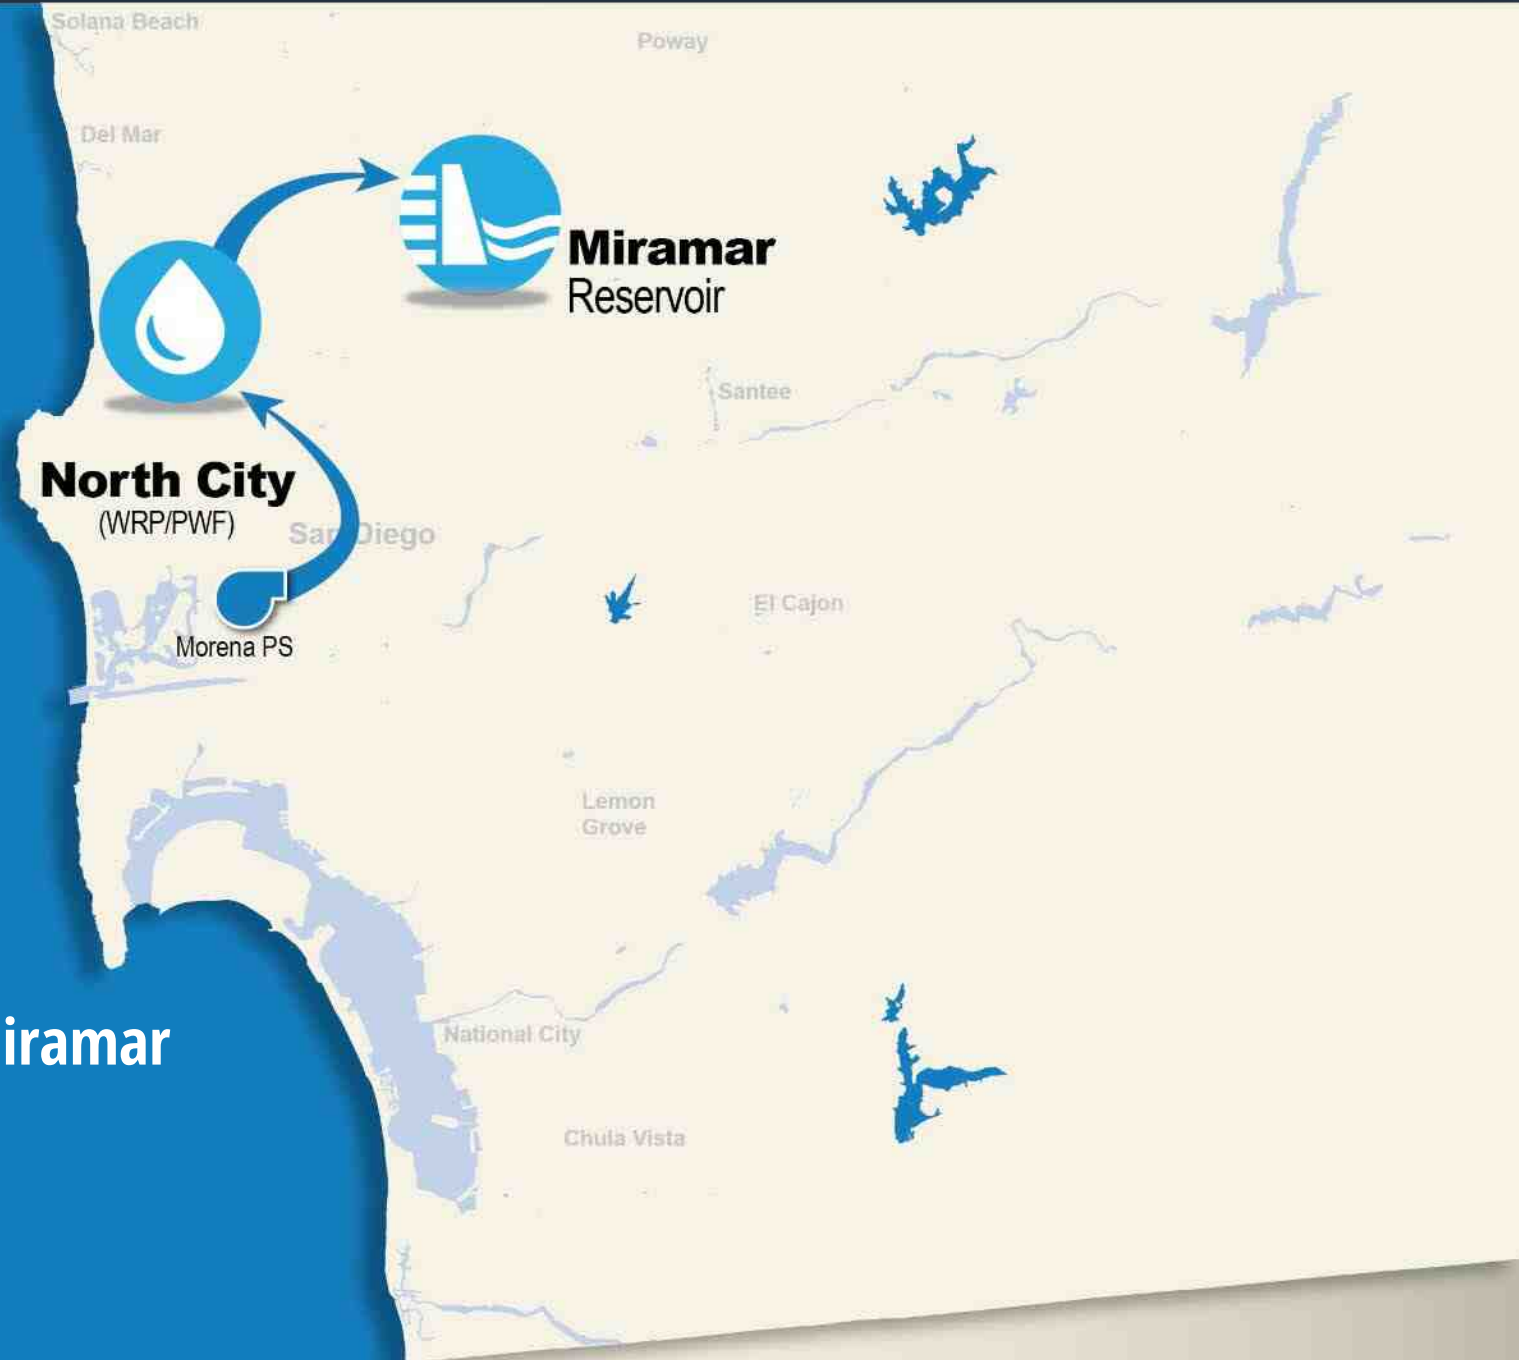 Solana Beach
Poway
Del Mar
Miramar
Reservoir
Santee
North City
(WRP/PWF)
San Diego
El Cajon
Morena PS
Lemon
Grove
iramar
National City
Chula Vista